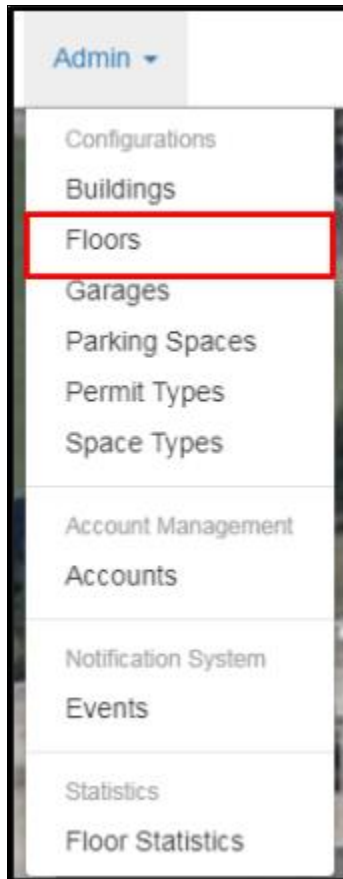 Admin
Configurations
Buildings
Floors
Garages
Parking Spaces
Permit Types
Space Types
Account Management
Accounts
Notification System
Events
Statistics
Floor Statistics